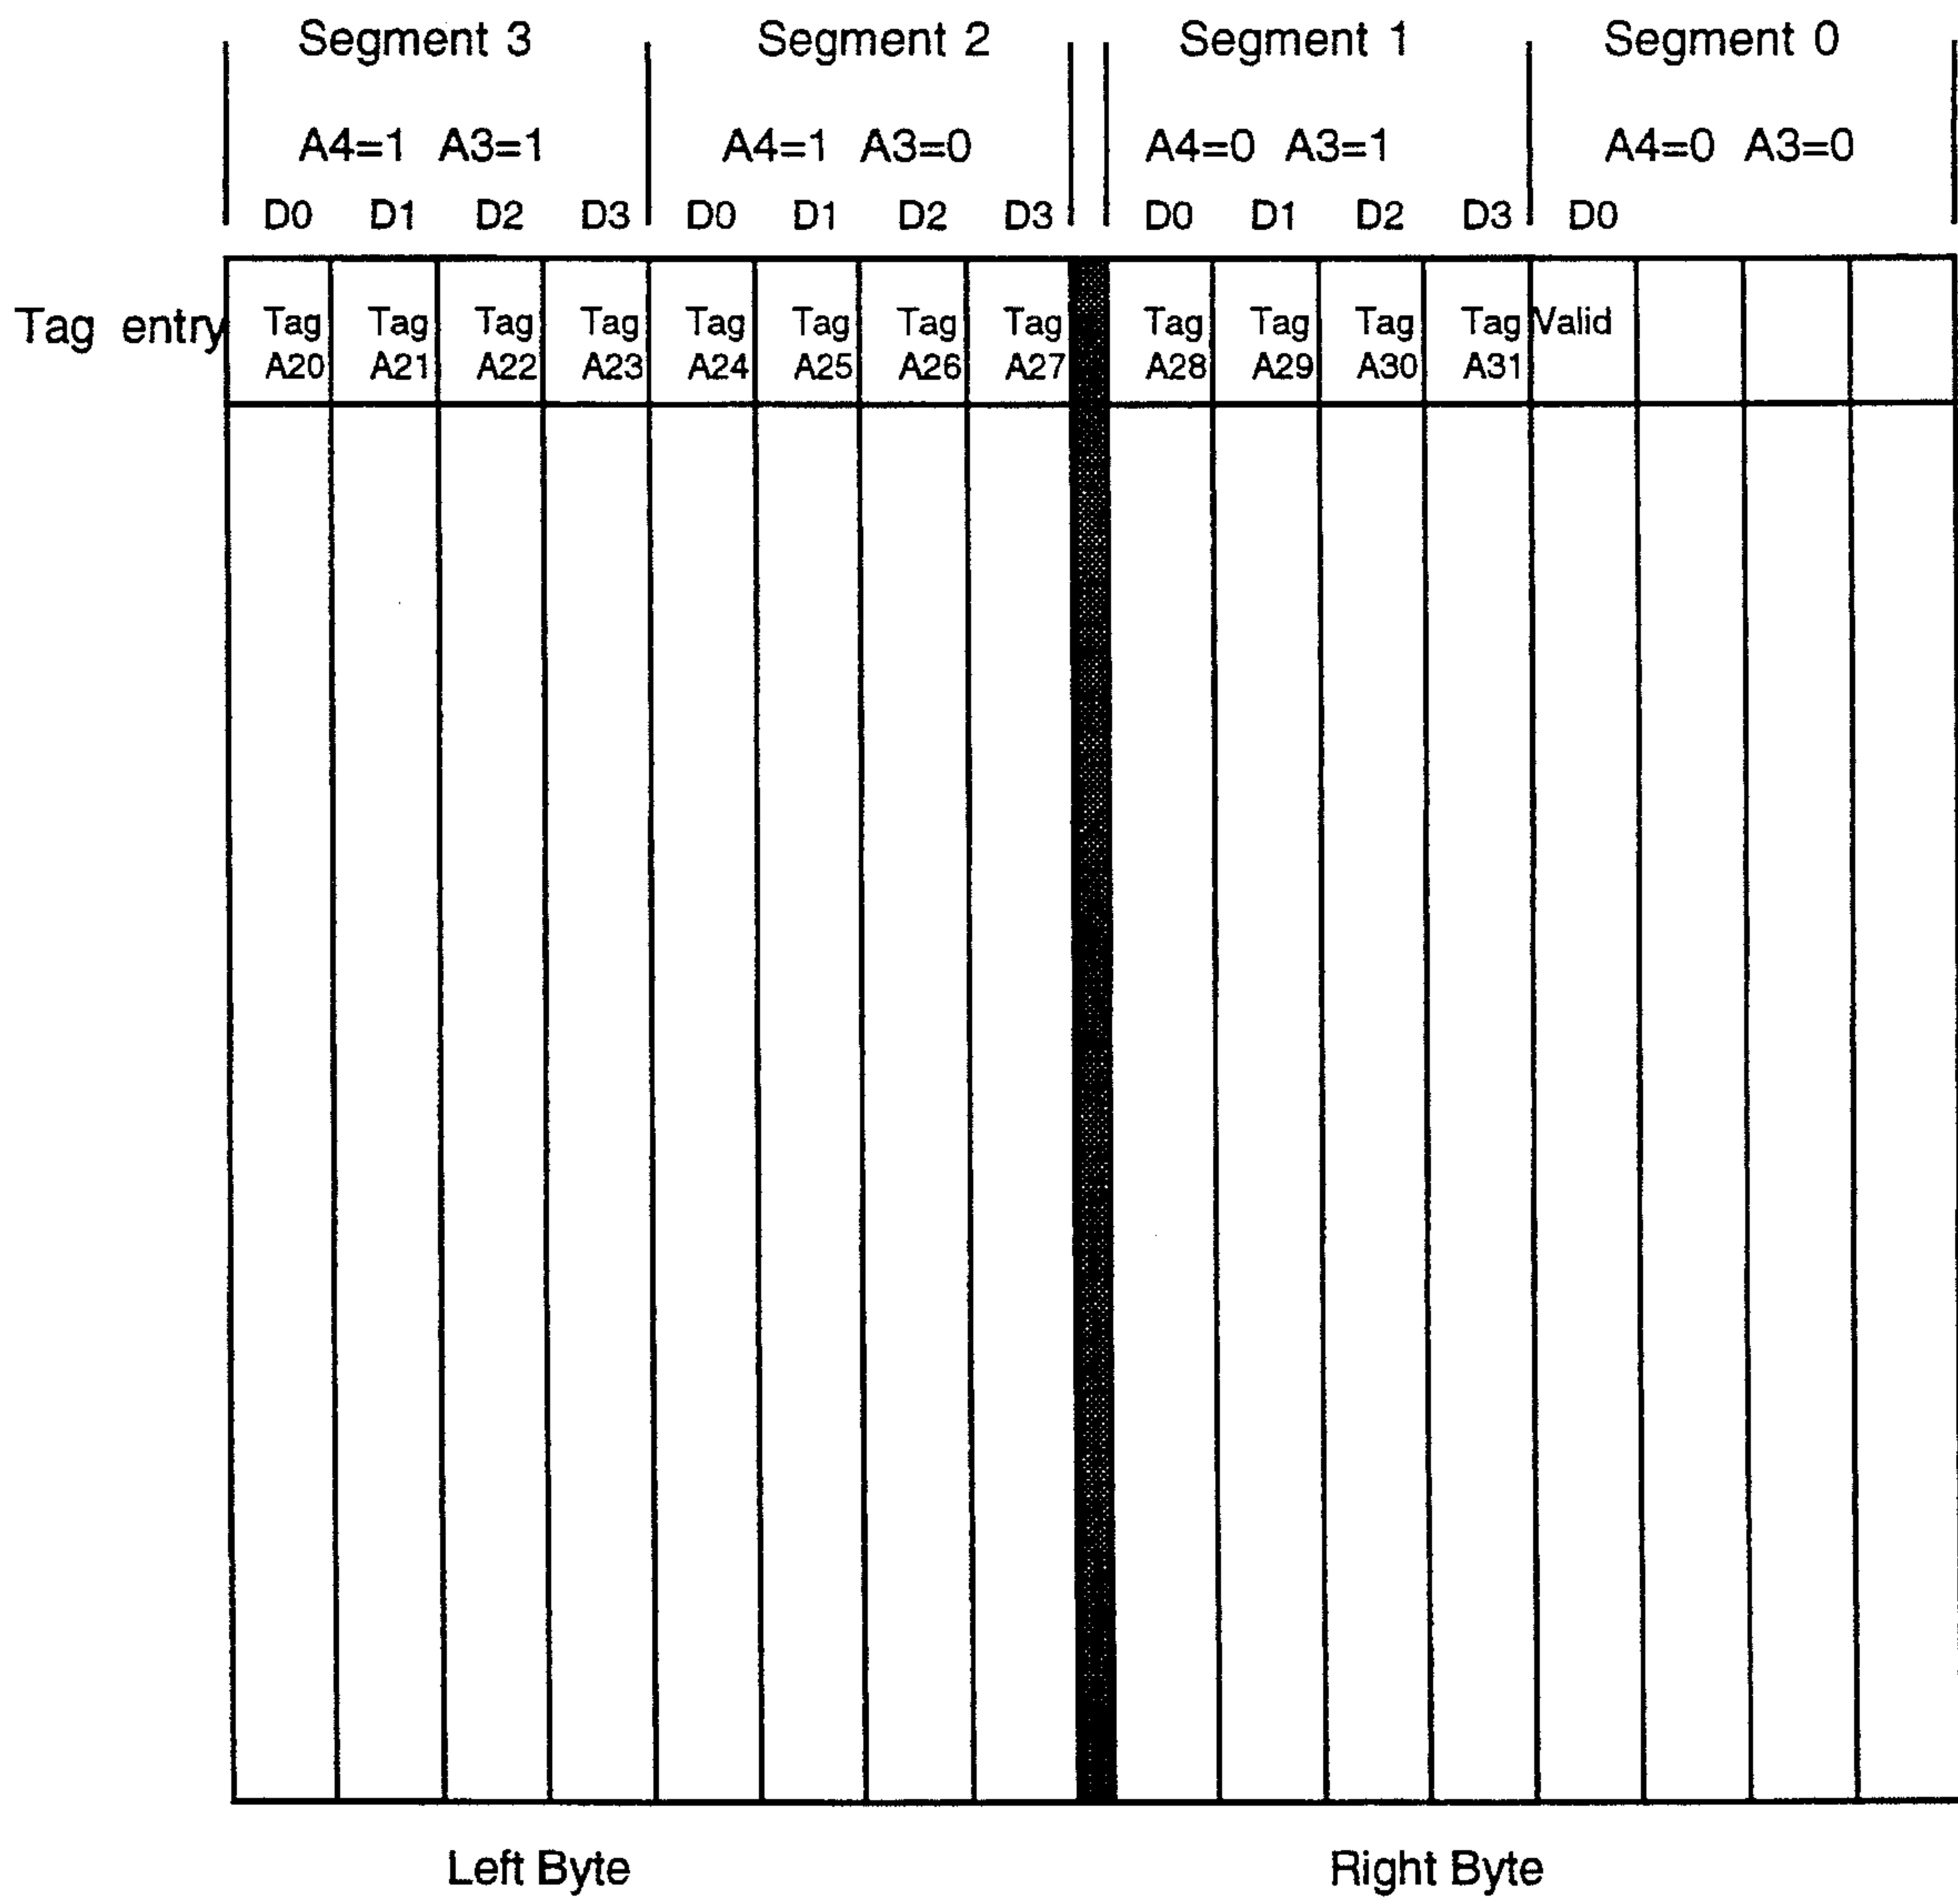 Segment 3 Segment 2 Segment 1 Segment 0
A4=1 A3=1 A4=1 A3=0 A4=0 A3=1 A4=0 A3=0
D0 D1 D2 D3 D0 D1 D2 D3 D0 D1 D2 D3 D0
Tag entry Tag Tag Tag Tag Tag Tag Tag Tag Tag Tag Tag Tag Valid
A20 A21 A22 A23 A24 A25 A26 A27 A28 A29 A30 A31
Left Byte Right Byte